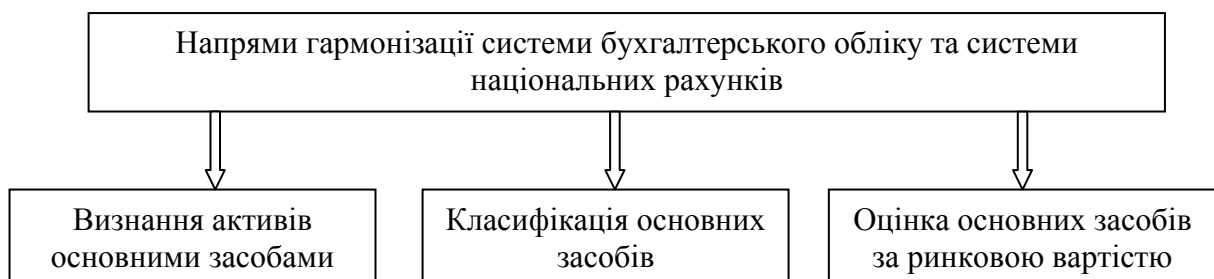 Напрями гармонізації системи бухгалтерського обліку та системи
національних рахунків
Визнання активів
основними засобами
Класифікація основних
засобів
Оцінка основних засобів
за ринковою вартістю